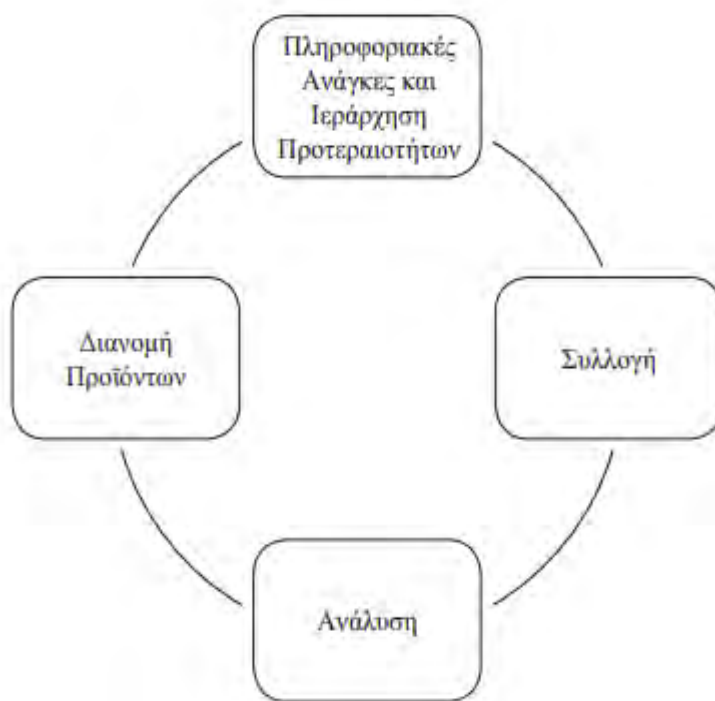 Πληροφοριακές
Ανάγκες και
Ιεράρχηση
Προτεραιοτήτων
Διανομή
Προϊόντων
Συλλογή
Ανάλυση